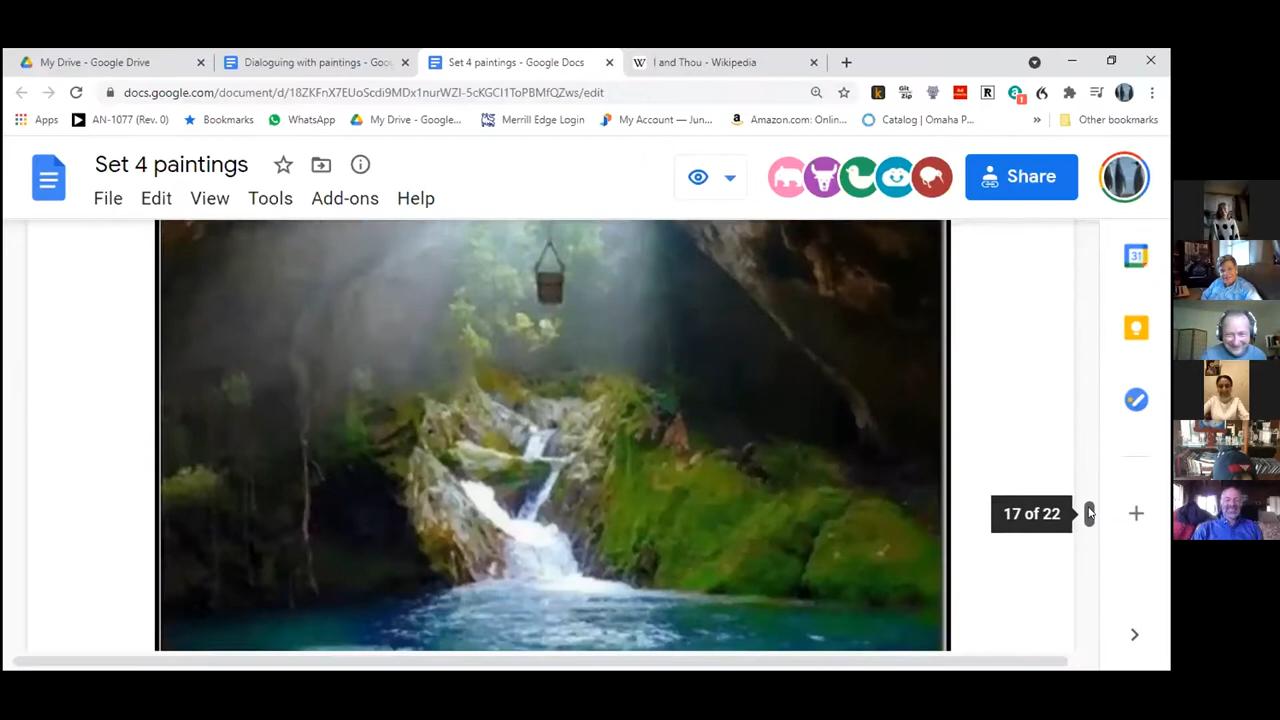 My Drive - Google Drive
Dialoguing with paintings - Goo
Set 4 paintings - Google Docs
W I and Thou - Wikipedia
docs.google.com/document/d/18ZKFnX7EUoScdi9MDx1nurWZI-5cKGCI1ToPBMfQZws/edit
Apps
AN-1077 (Rev. 0)
Bookmarks
WhatsApp
My Drive - Google...
Merrill Edge Login
My Account — Jun...
Amazon.com: Onlin...
Catalog | Omaha P...
Other bookmarks
Set 4 paintings
Share
File Edit View Tools Add-ons Help
31
17 of 22